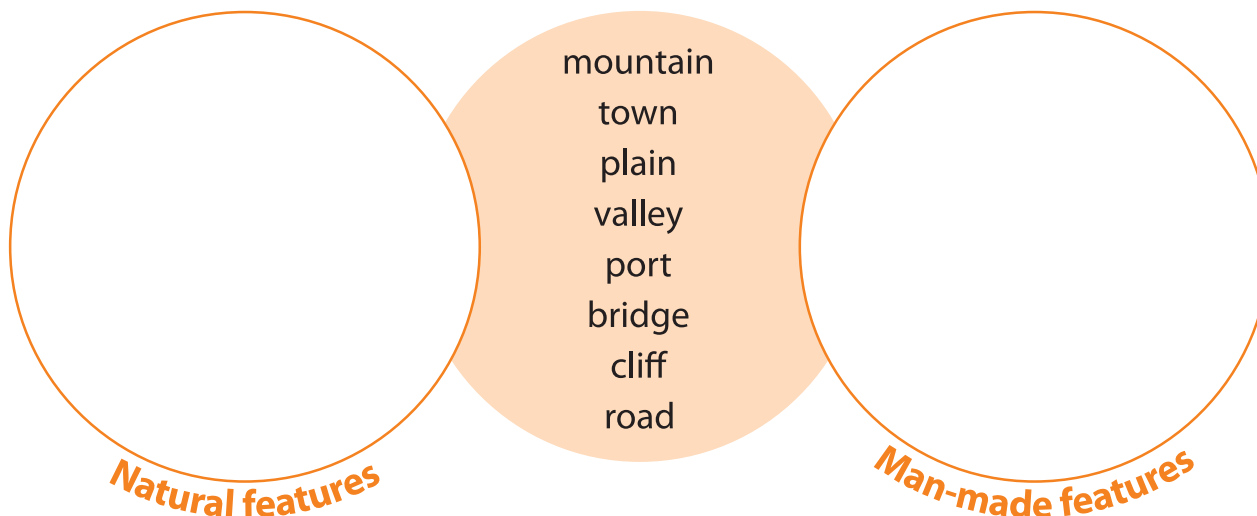 mountain
town
plain
valley
port
bridge
cliff
road
Natural features
Man-made features